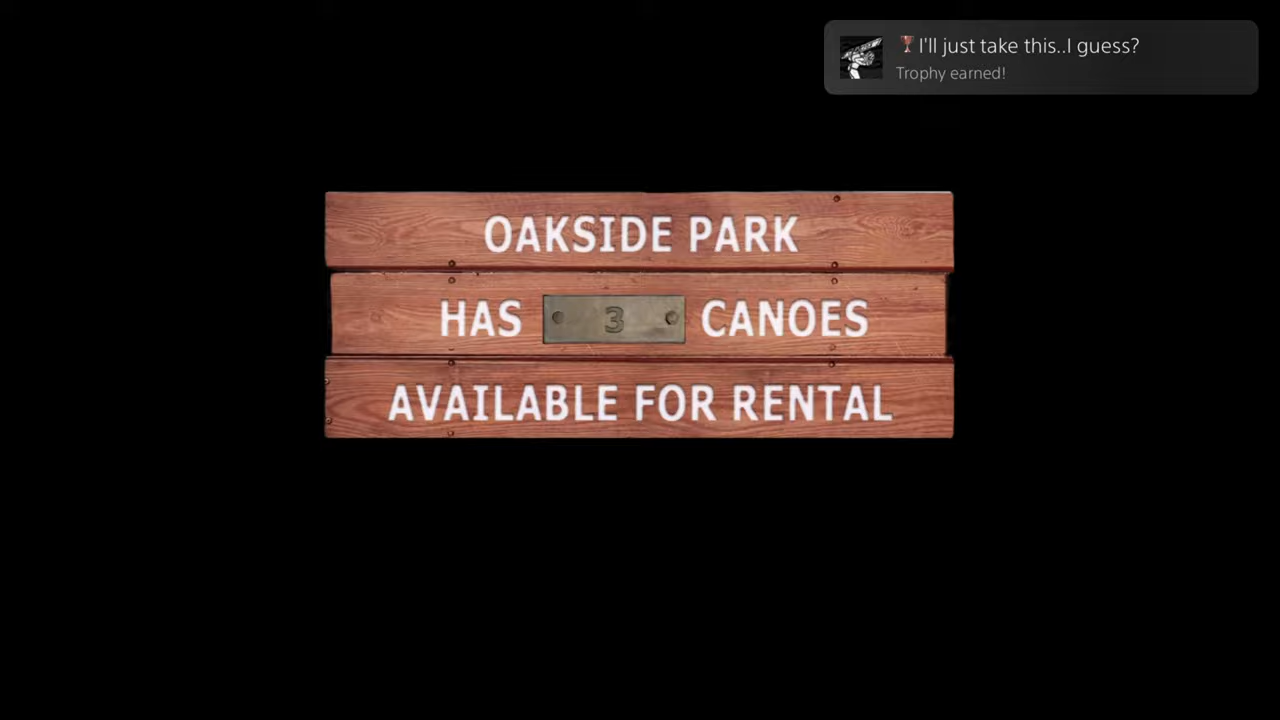 I'll just take this..I guess?
Trophy earned!
OAKSIDE PARK
HAS 3 CANOES
AVAILABLE FOR RENTAL